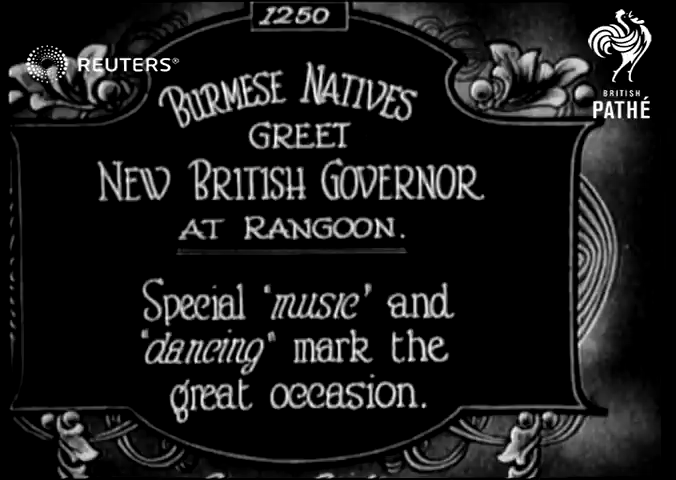 1250
REUTERS®
BRITISH
PATHÉ
BURMESE NATIVES
GREET
NEW BRITISH GOVERNOR
AT RANGOON.
Special 'music' and
"dancing" mark the
great occasion.